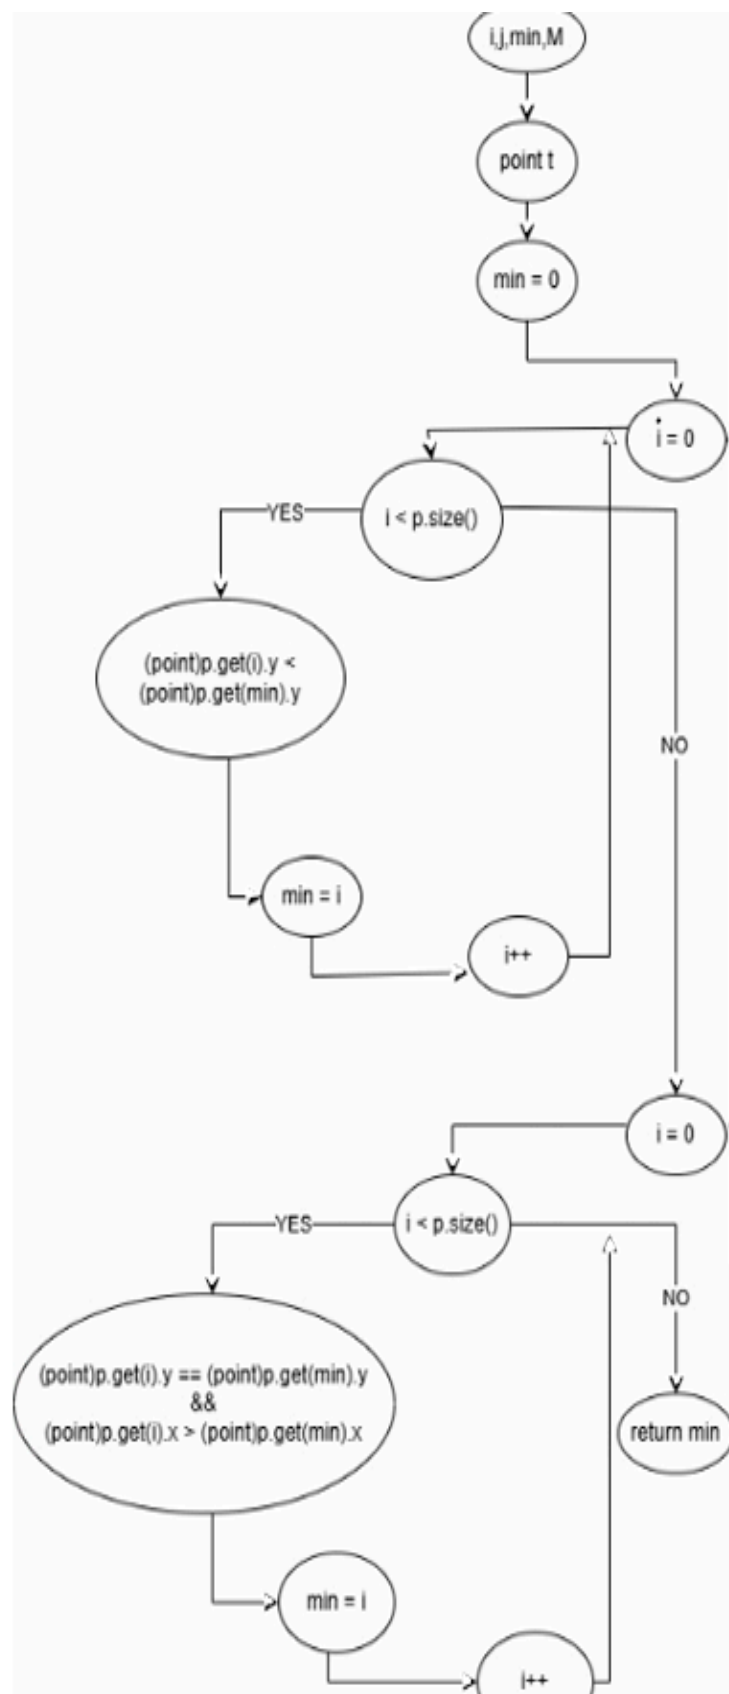 i,j,min,M
point t
min = 0
i = 0
i < p.size()
YES
(point)p.get(i).y <
(point)p.get(min).y
NO
min = i
i++
i = 0
i < p.size()
YES
NO
(point)p.get(i).y == (point)p.get(min).y
&&
(point)p.get(i).x > (point)p.get(min).x
return min
min = i
i++